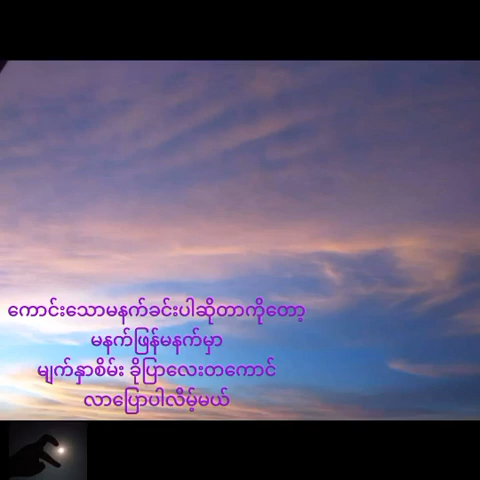 ကောင်းသောမနက်ခင်းပါဆိုတာကိုတော့
မနက်ဖြန်မနက်မှာ
မျက်နှာစိမ်း ခိုပြာလေးတကောင်
လာပြောပါလိမ့်မယ်